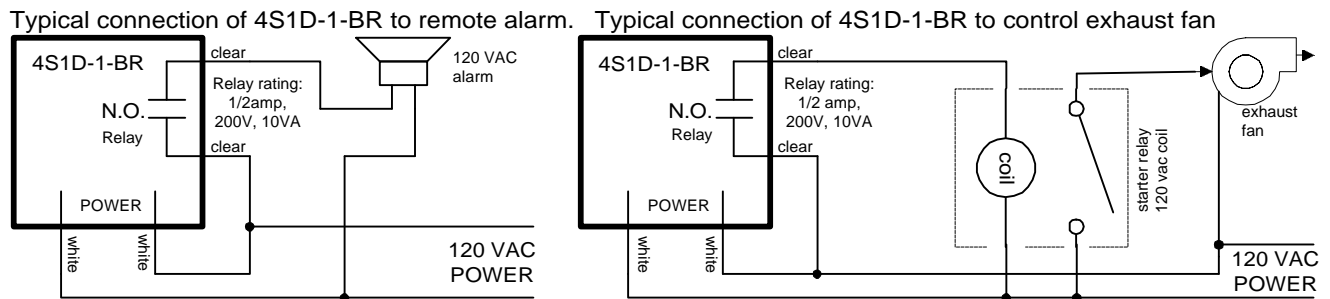 Typical connection of 4S1D-1-BR to remote alarm.
4S1D-1-BR
clear
120 VAC
alarm
Relay rating:
1/2amp,
200V, 10VA
N.O.
Relay
clear
POWER
white
white
120 VAC
POWER
Typical connection of 4S1D-1-BR to control exhaust fan
4S1D-1-BR
clear
Relay rating:
1/2 amp,
200V, 10VA
N.O.
Relay
clear
coil
starter relay
120 vac coil
exhaust
fan
POWER
white
white
120 VAC
POWER